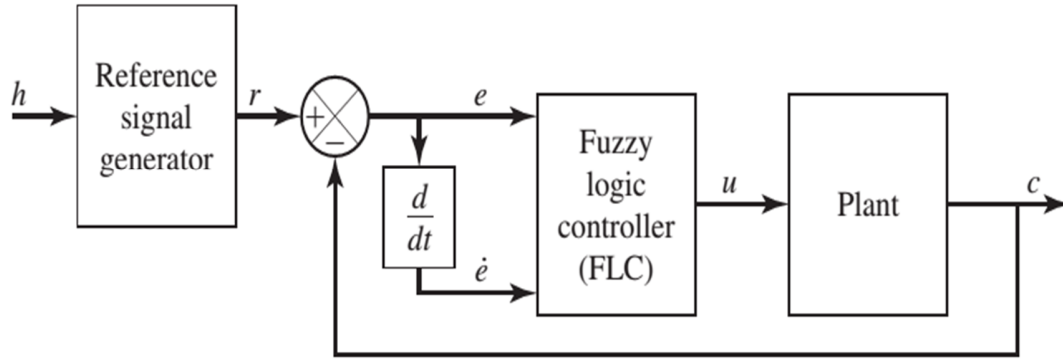 h
Reference
signal
generator
r
+
−
e
d
dt
ė
Fuzzy
logic
controller
(FLC)
u
Plant
c